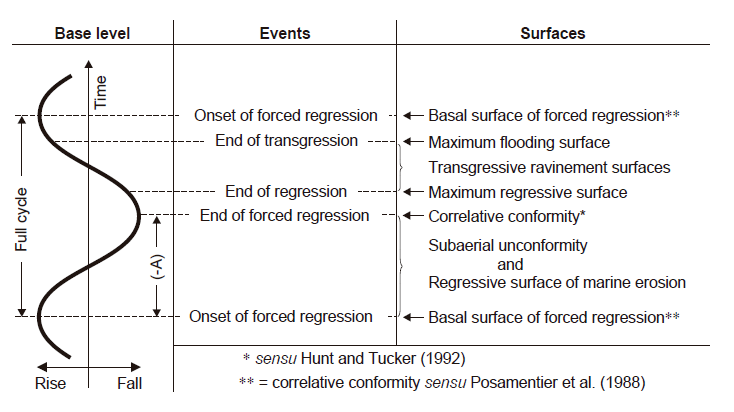 Base level
Events
Surfaces
Time
Onset of forced regression
Basal surface of forced regression**
End of transgression
Maximum flooding surface
Transgressive ravinement surfaces
End of regression
Maximum regressive surface
End of forced regression
Correlative conformity*
Full cycle
(-A)
Subaerial unconformity
and
Regressive surface of marine erosion
Onset of forced regression
Basal surface of forced regression**
Rise
Fall
* sensu Hunt and Tucker (1992)
** = correlative conformity sensu Posamentier et al. (1988)